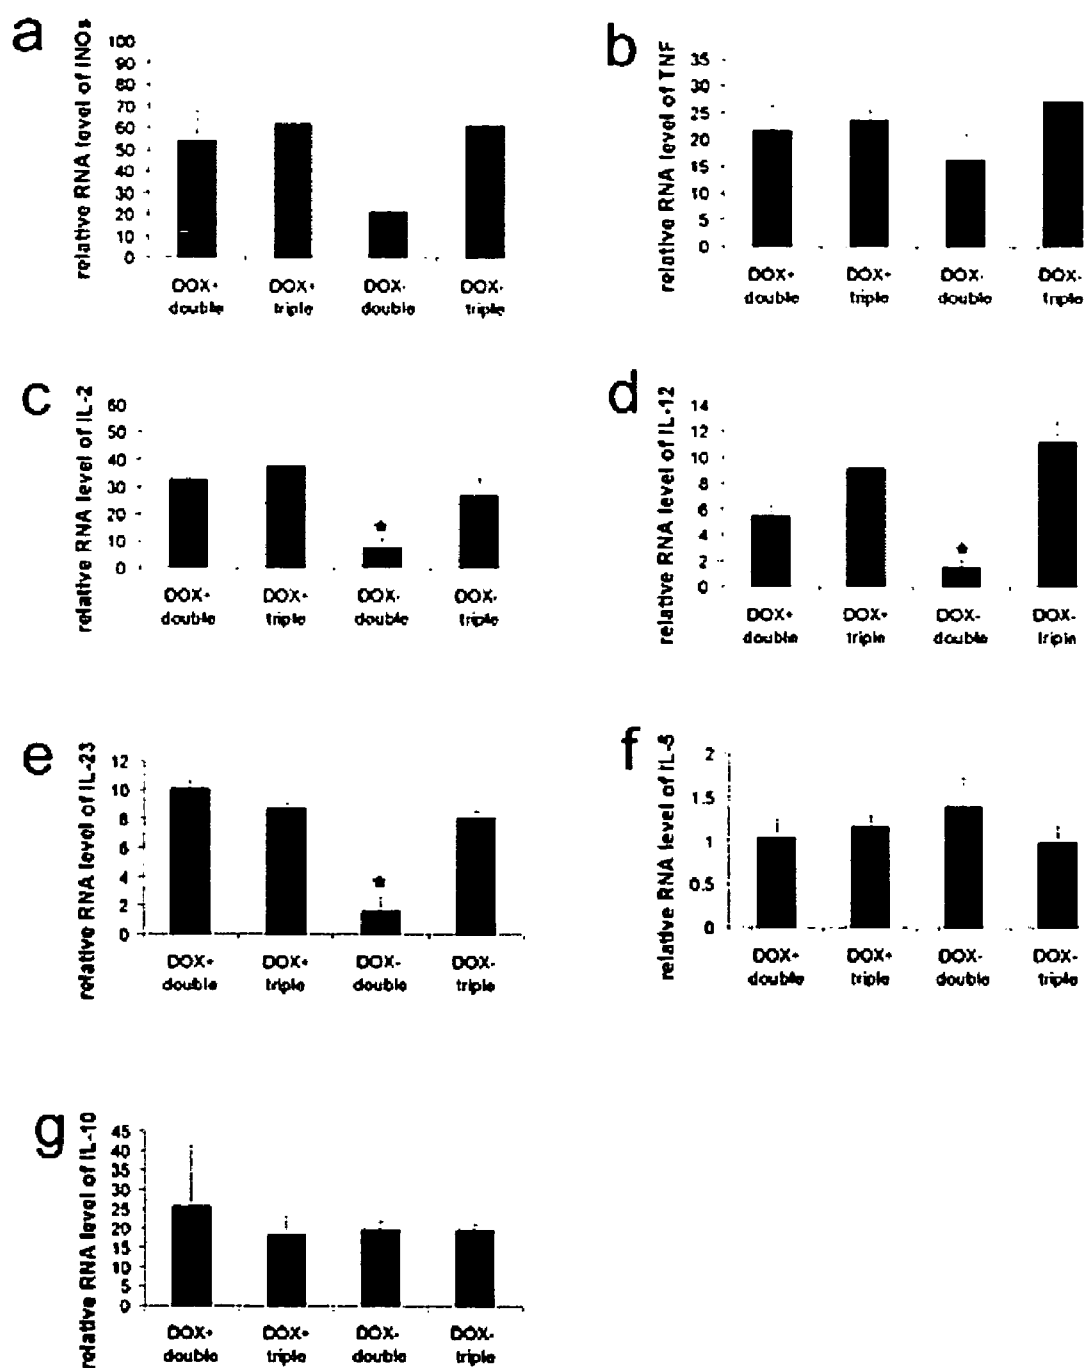 a
relative RNA level of INOs
100
90
80
70
60
50
40
30
20
10
0
DOX+ DOX+ DOX- DOX-
double triple double triple
b
relative RNA level of TNF
35
30
25
20
15
10
5
0
DOX+ DOX+ DOX- DOX-
double triple double triple
c
relative RNA level of IL-2
60
50
40
30
20
10
0
DOX+ DOX+ DOX- DOX-
double triple double triple
d
relative RNA level of IL-12
14
12
10
8
6
4
2
0
DOX+ DOX+ DOX- DOX-
double triple double triple
e
relative RNA level of IL-23
12
10
8
6
4
2
0
DOX+ DOX+ DOX- DOX-
double triple double triple
f
relative RNA level of IL-5
2
1.5
1
0.5
0
DOX+ DOX+ DOX- DOX-
double triple double triple
g
relative RNA level of IL-10
45
40
35
30
25
20
15
10
5
0
DOX+ DOX+ DOX- DOX-
double triple double triple